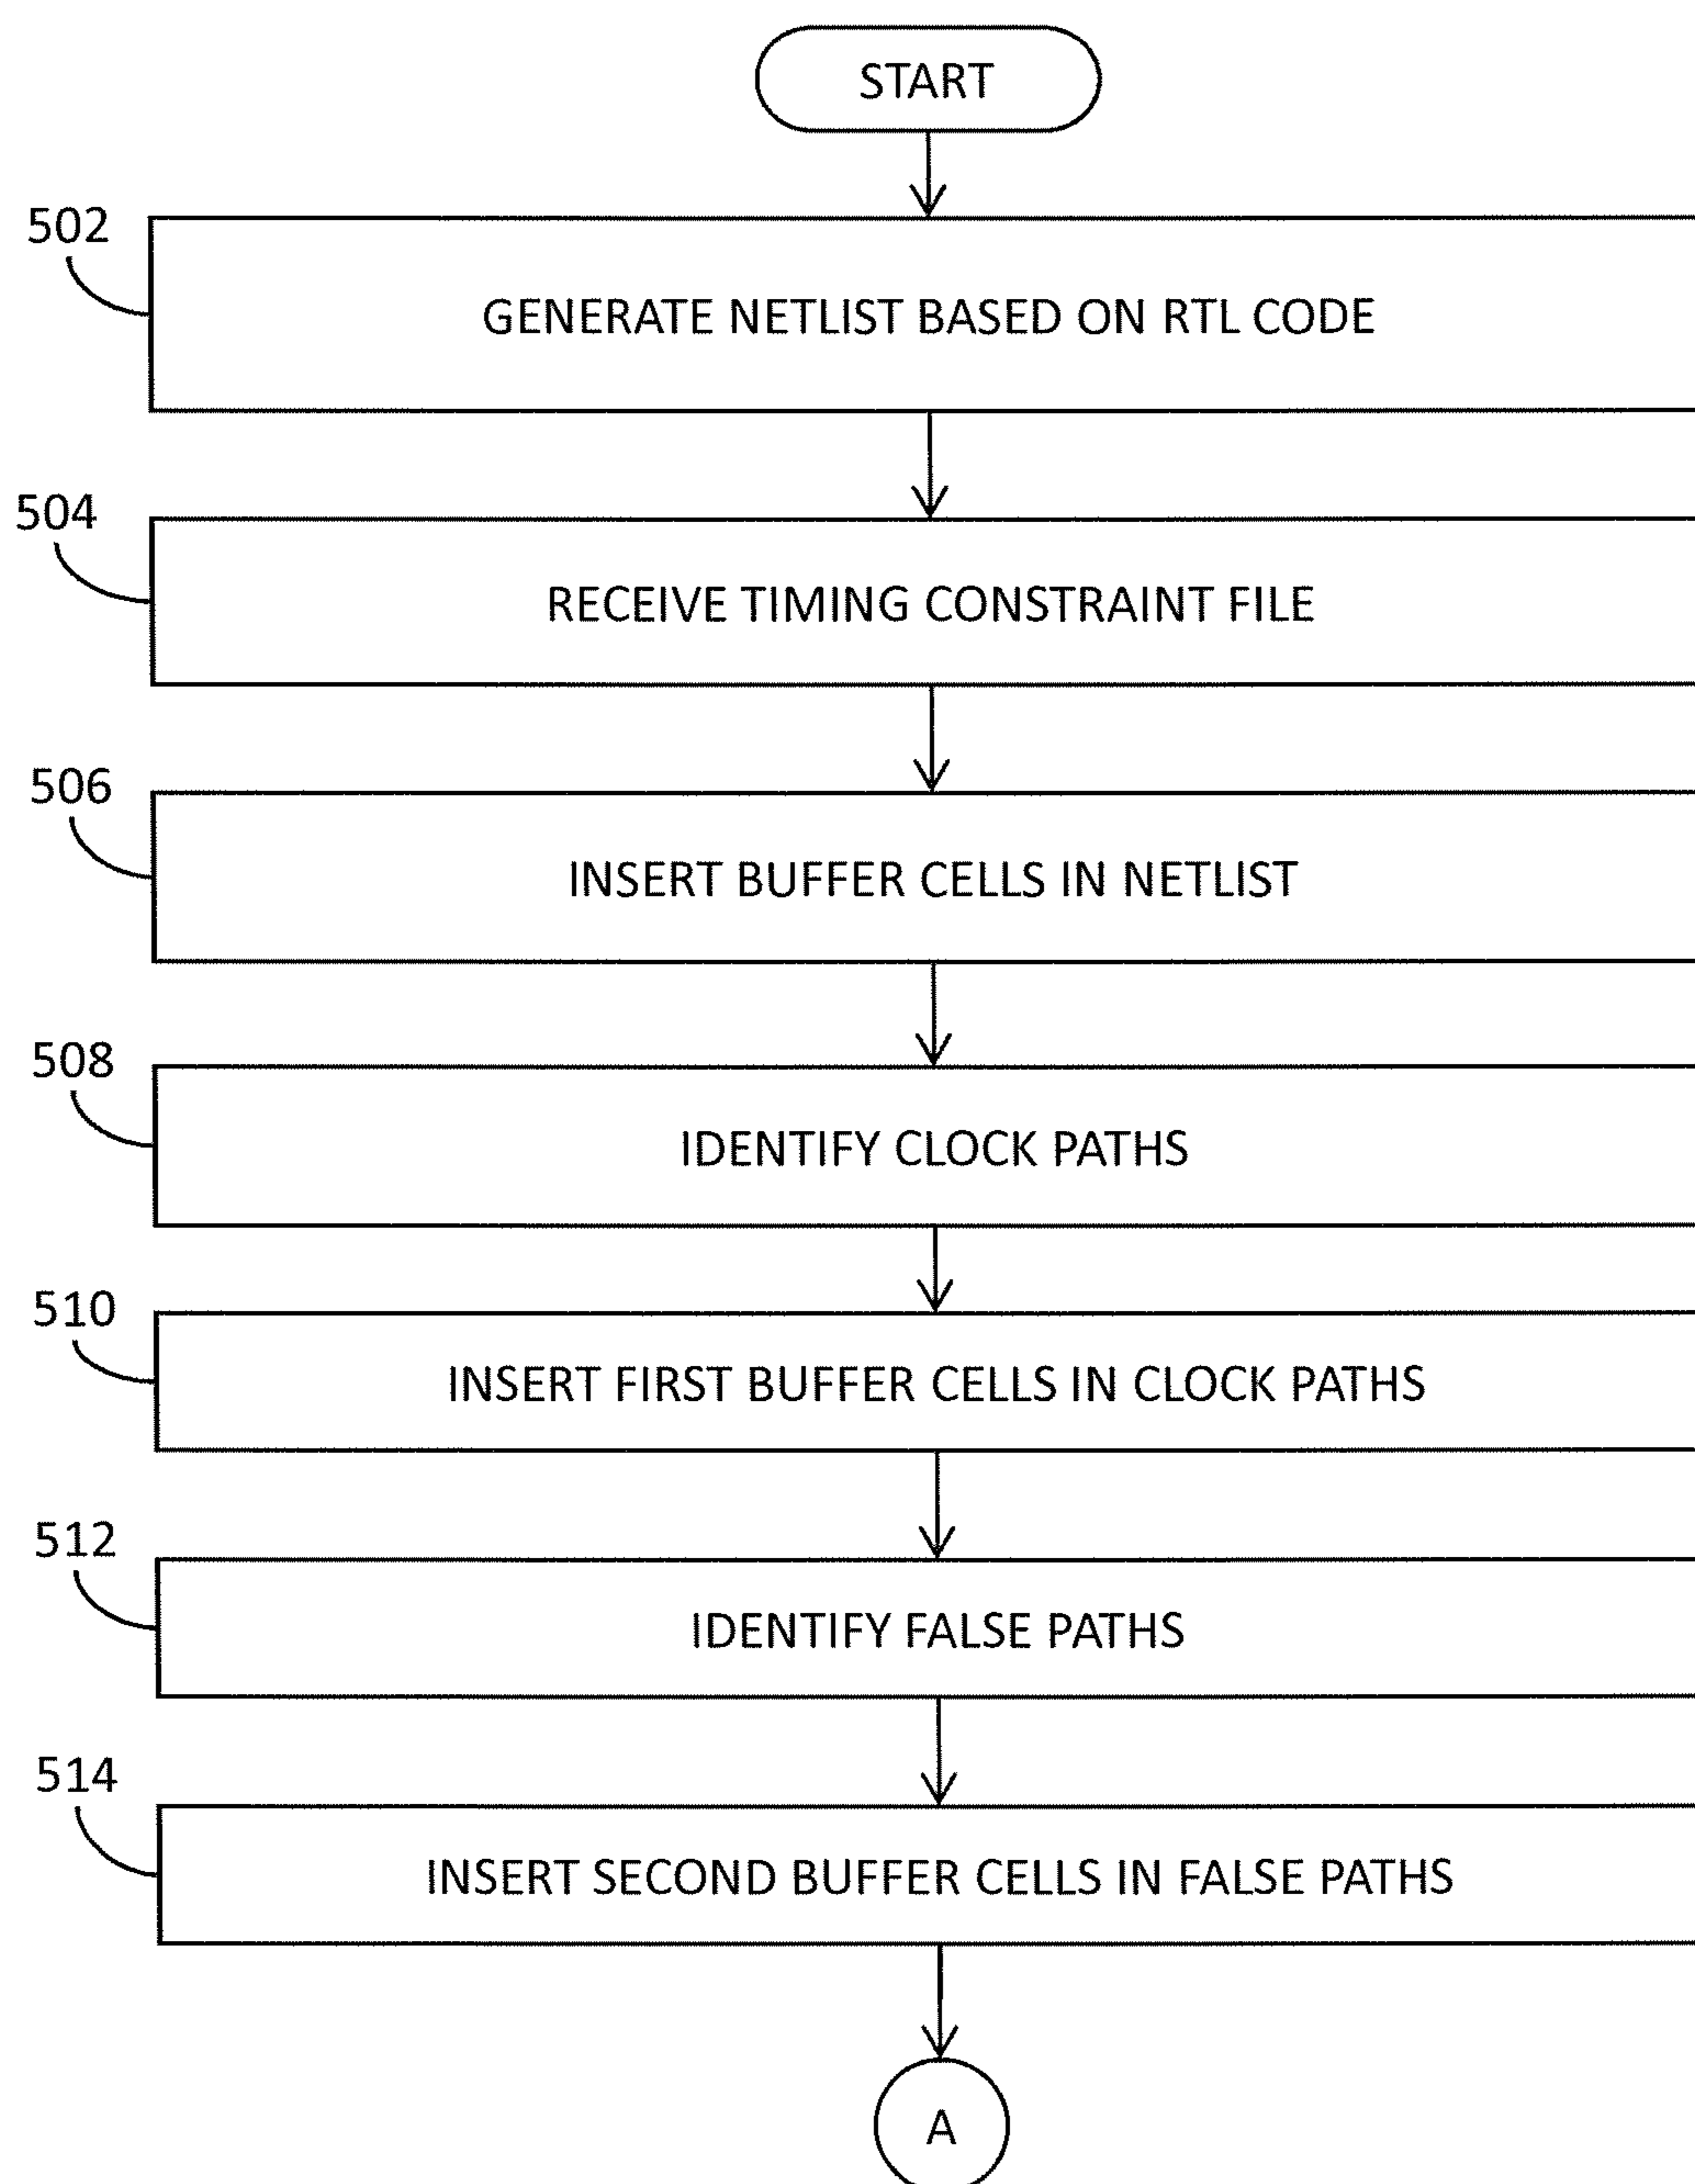 START
502
GENERATE NETLIST BASED ON RTL CODE
504
RECEIVE TIMING CONSTRAINT FILE
506
INSERT BUFFER CELLS IN NETLIST
508
IDENTIFY CLOCK PATHS
510
INSERT FIRST BUFFER CELLS IN CLOCK PATHS
512
IDENTIFY FALSE PATHS
514
INSERT SECOND BUFFER CELLS IN FALSE PATHS
A